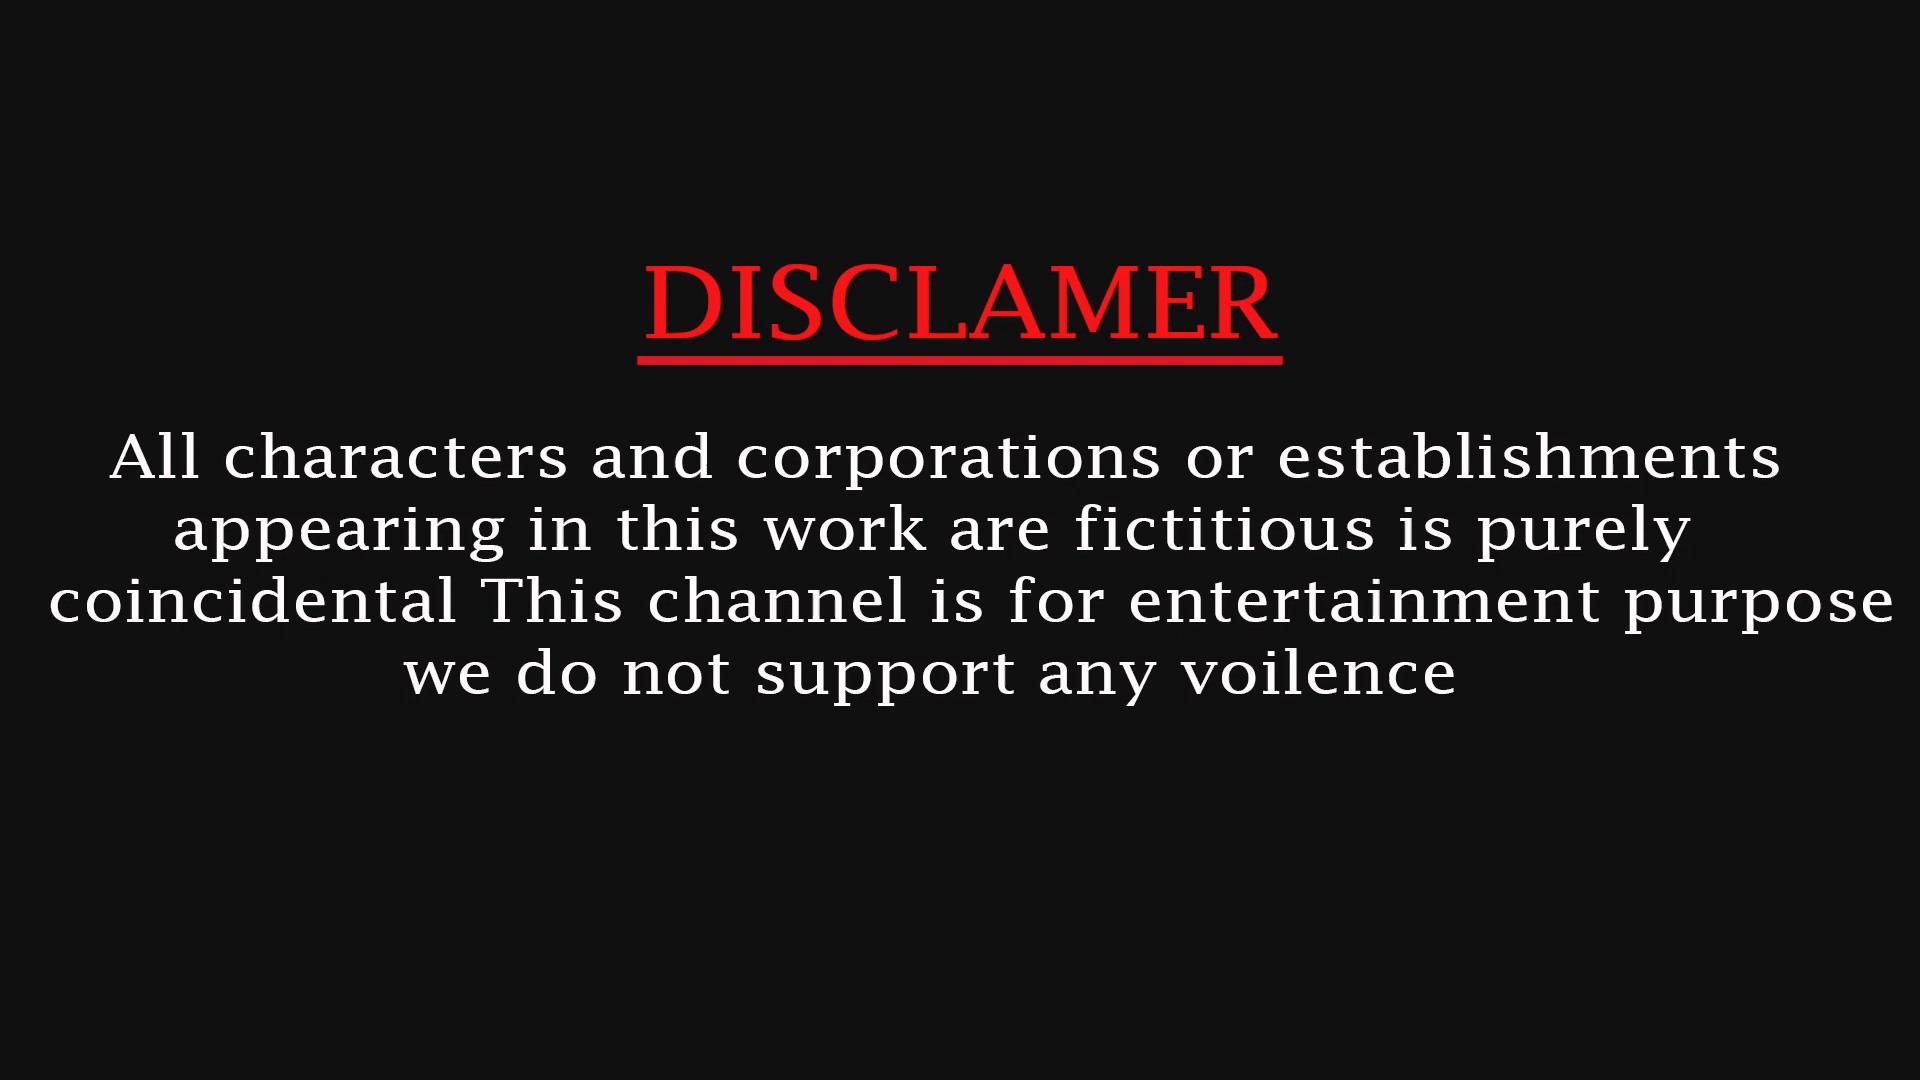 DISCLAMER
All characters and corporations or establishments
appearing in this work are fictitious is purely
coincidental This channel is for entertainment purpose
we do not support any voilence